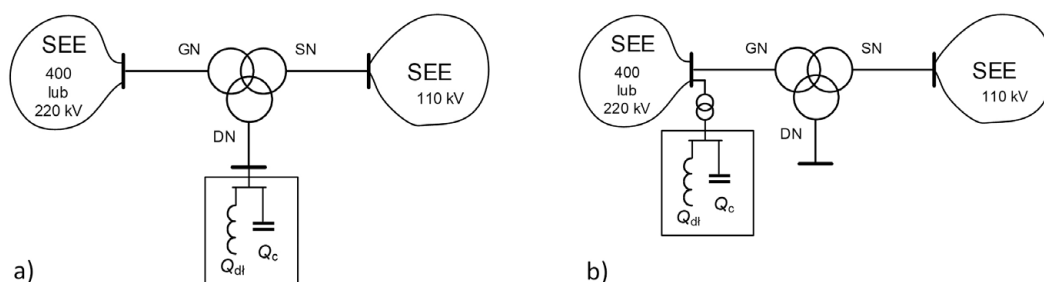 SEE
400
lub
220 kV
GN
SN
SEE
110 kV
DN
Qdł
Qc
a)
SEE
400
lub
220 kV
GN
SN
SEE
110 kV
DN
Qdł
Qc
b)